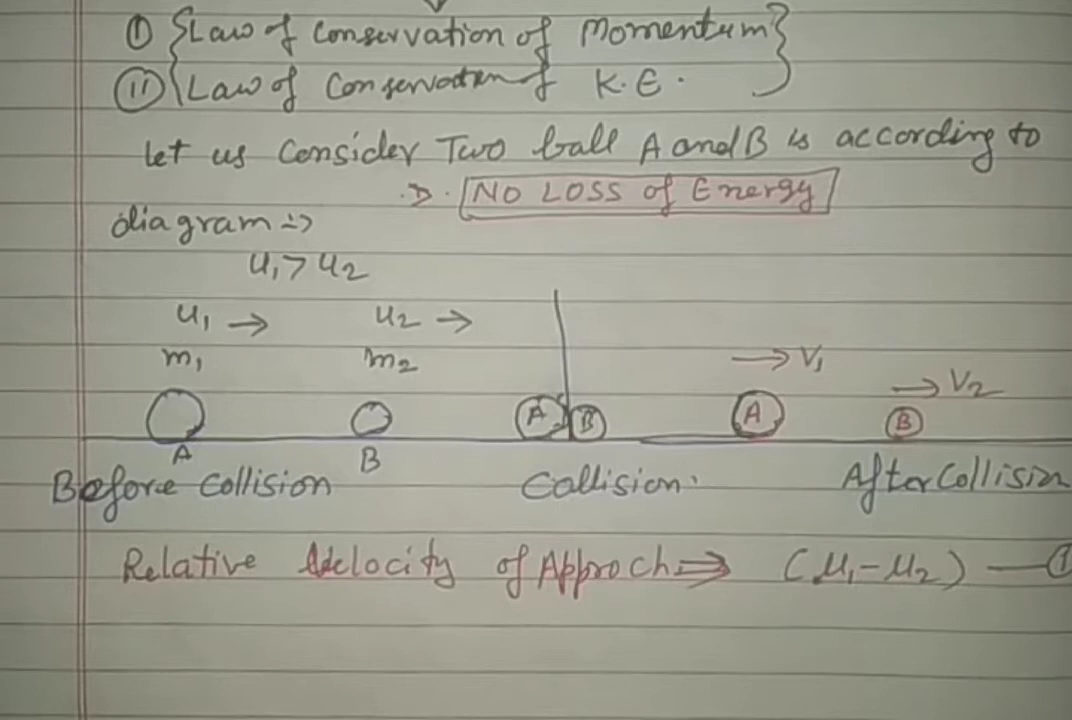 ① {Law of Conservation of Momentum}
⑪ {Law of Conservation of K.E.
Let us Consider Two ball A and B is according to
NO LOSS of Energy
diagram :->
u₁ > u₂
u₁ → u₂ →
m₁ m₂
→ V₁
→ V₂
A B A B
A B
Before Collision Collision. After Collision
Relative Velocity of Approch ⇒ (u₁-u₂) — ①